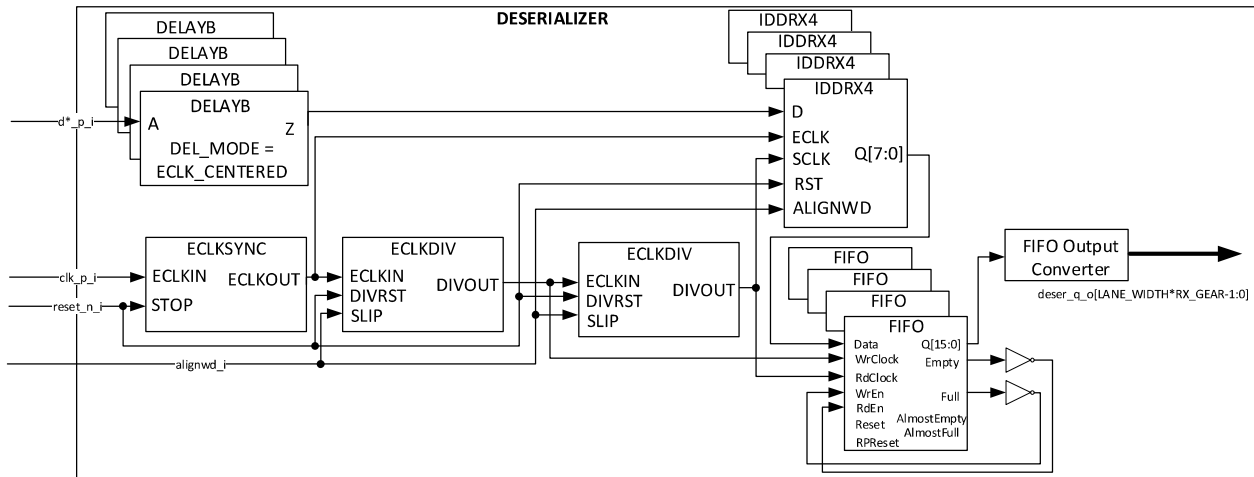 DESERIALIZER
DELAYB
DELAYB
DELAYB
DELAYB
A
Z
DEL_MODE =
ECLK_CENTERED
d*_p_i
IDDRX4
IDDRX4
IDDRX4
IDDRX4
D
ECLK
SCLK
Q[7:0]
RST
ALIGNWD
ECLKSYNC
ECLKIN
ECLKOUT
STOP
clk_p_i
reset_n_i
alignwd_i
ECLKDIV
ECLKIN
DIVOUT
DIVRST
SLIP
ECLKDIV
ECLKIN
DIVOUT
DIVRST
SLIP
FIFO
FIFO
FIFO
FIFO
Data
Q[15:0]
WrClock
Empty
RdClock
WrEn
Full
RdEn
AlmostEmpty
Reset
AlmostFull
RPReset
FIFO Output
Converter
deser_q_o[LANE_WIDTH*RX_GEAR-1:0]